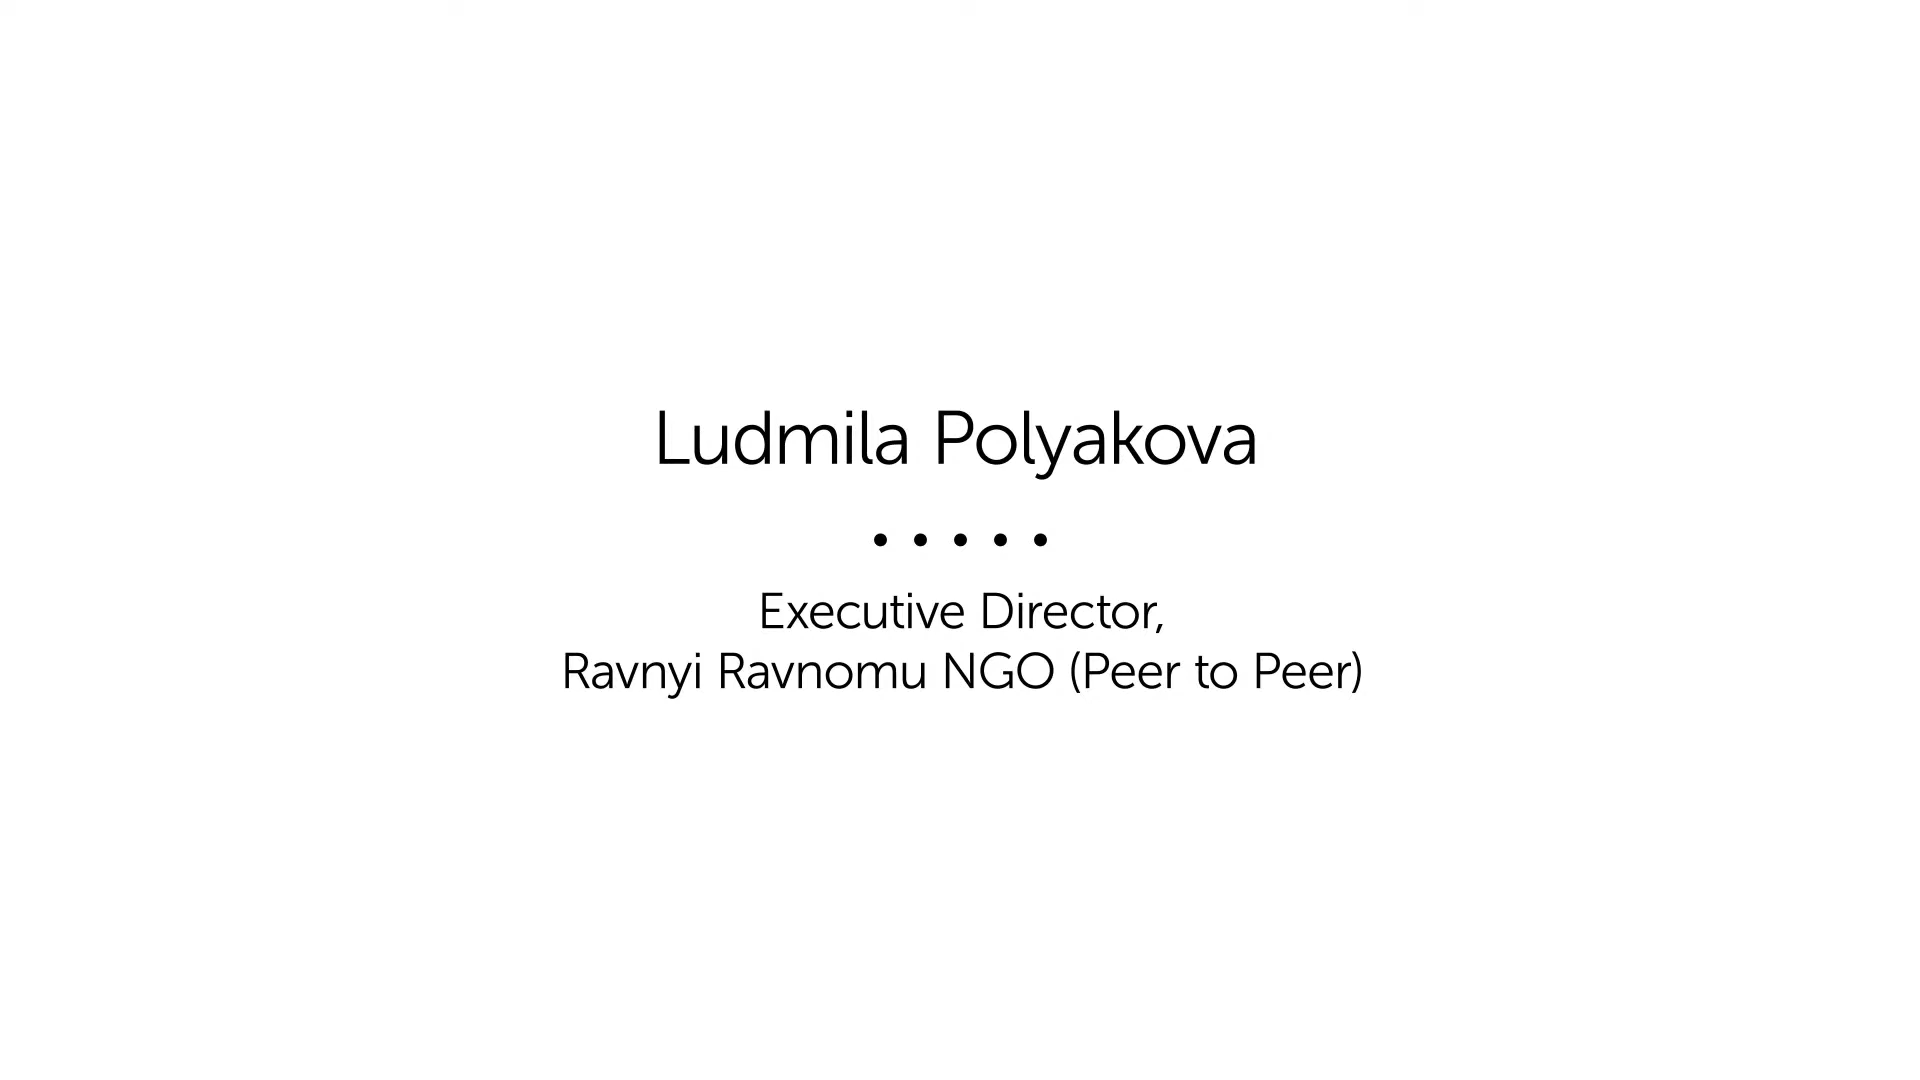 Ludmila Polyakova
• • • • •
Executive Director,
Ravnyi Ravnomu NGO (Peer to Peer)